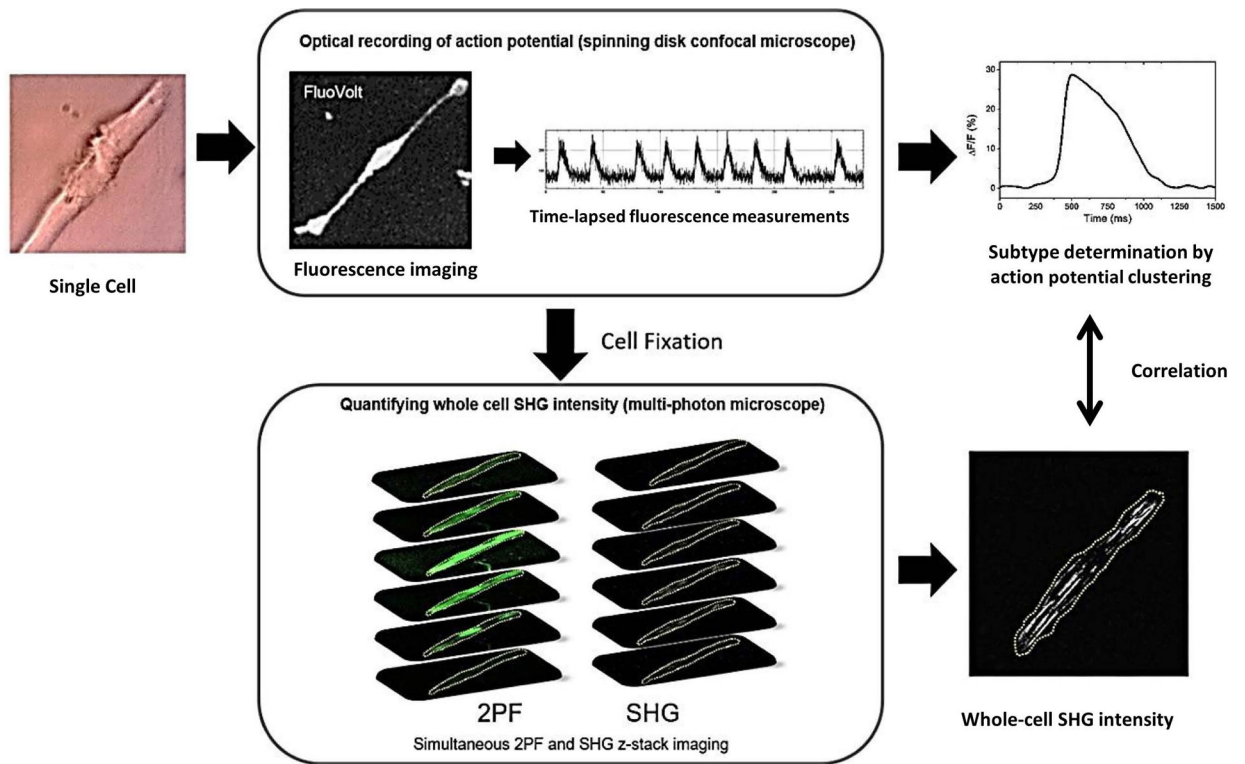 Optical recording of action potential (spinning disk confocal microscope)
FluoVolt
Fluorescence imaging
Time-lapsed fluorescence measurements
Single Cell
ΔF/F (%)
30
20
10
0
0 500 750 1000 1250 1500
Time (ms)
Subtype determination by
action potential clustering
Cell Fixation
Correlation
Quantifying whole cell SHG intensity (multi-photon microscope)
2PF
SHG
Simultaneous 2PF and SHG z-stack imaging
Whole-cell SHG intensity